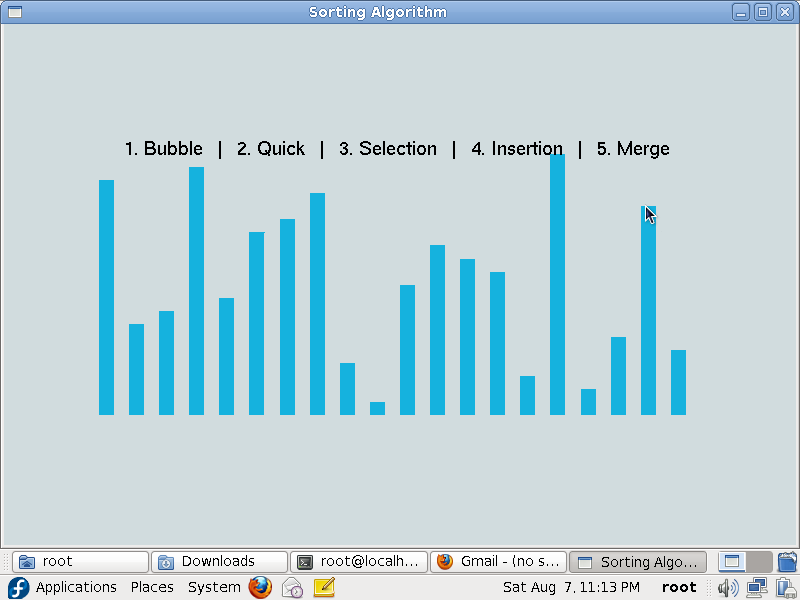 Sorting Algorithm
1. Bubble | 2. Quick | 3. Selection | 4. Insertion | 5. Merge
root Downloads root@localh... Gmail - (no s... Sorting Algo...
Applications Places System Sat Aug 7, 11:13 PM root